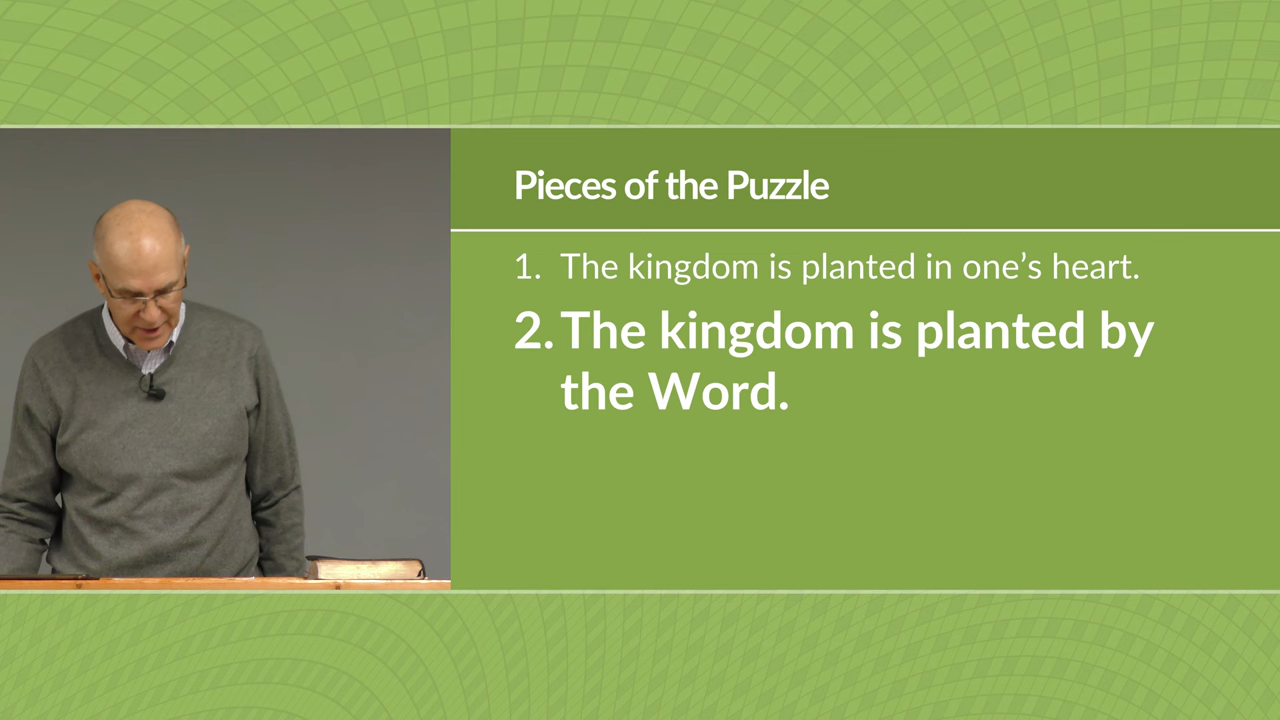 Pieces of the Puzzle
1. The kingdom is planted in one’s heart.
2. The kingdom is planted by
the Word.